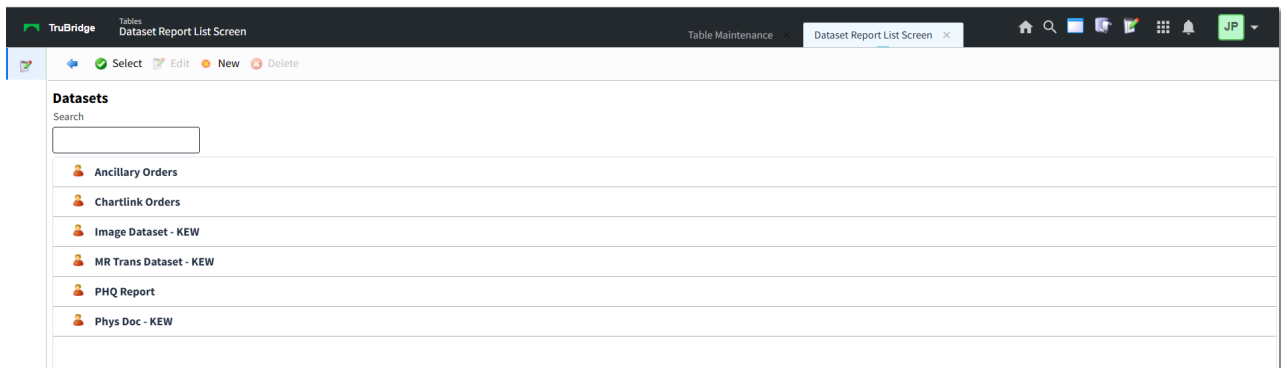 TruBridge
Tables
Dataset Report List Screen
Table Maintenance ×
Dataset Report List Screen ×
JP
Select Edit New Delete
Datasets
Search
Ancillary Orders
Chartlink Orders
Image Dataset - KEW
MR Trans Dataset - KEW
PHQ Report
Phys Doc - KEW